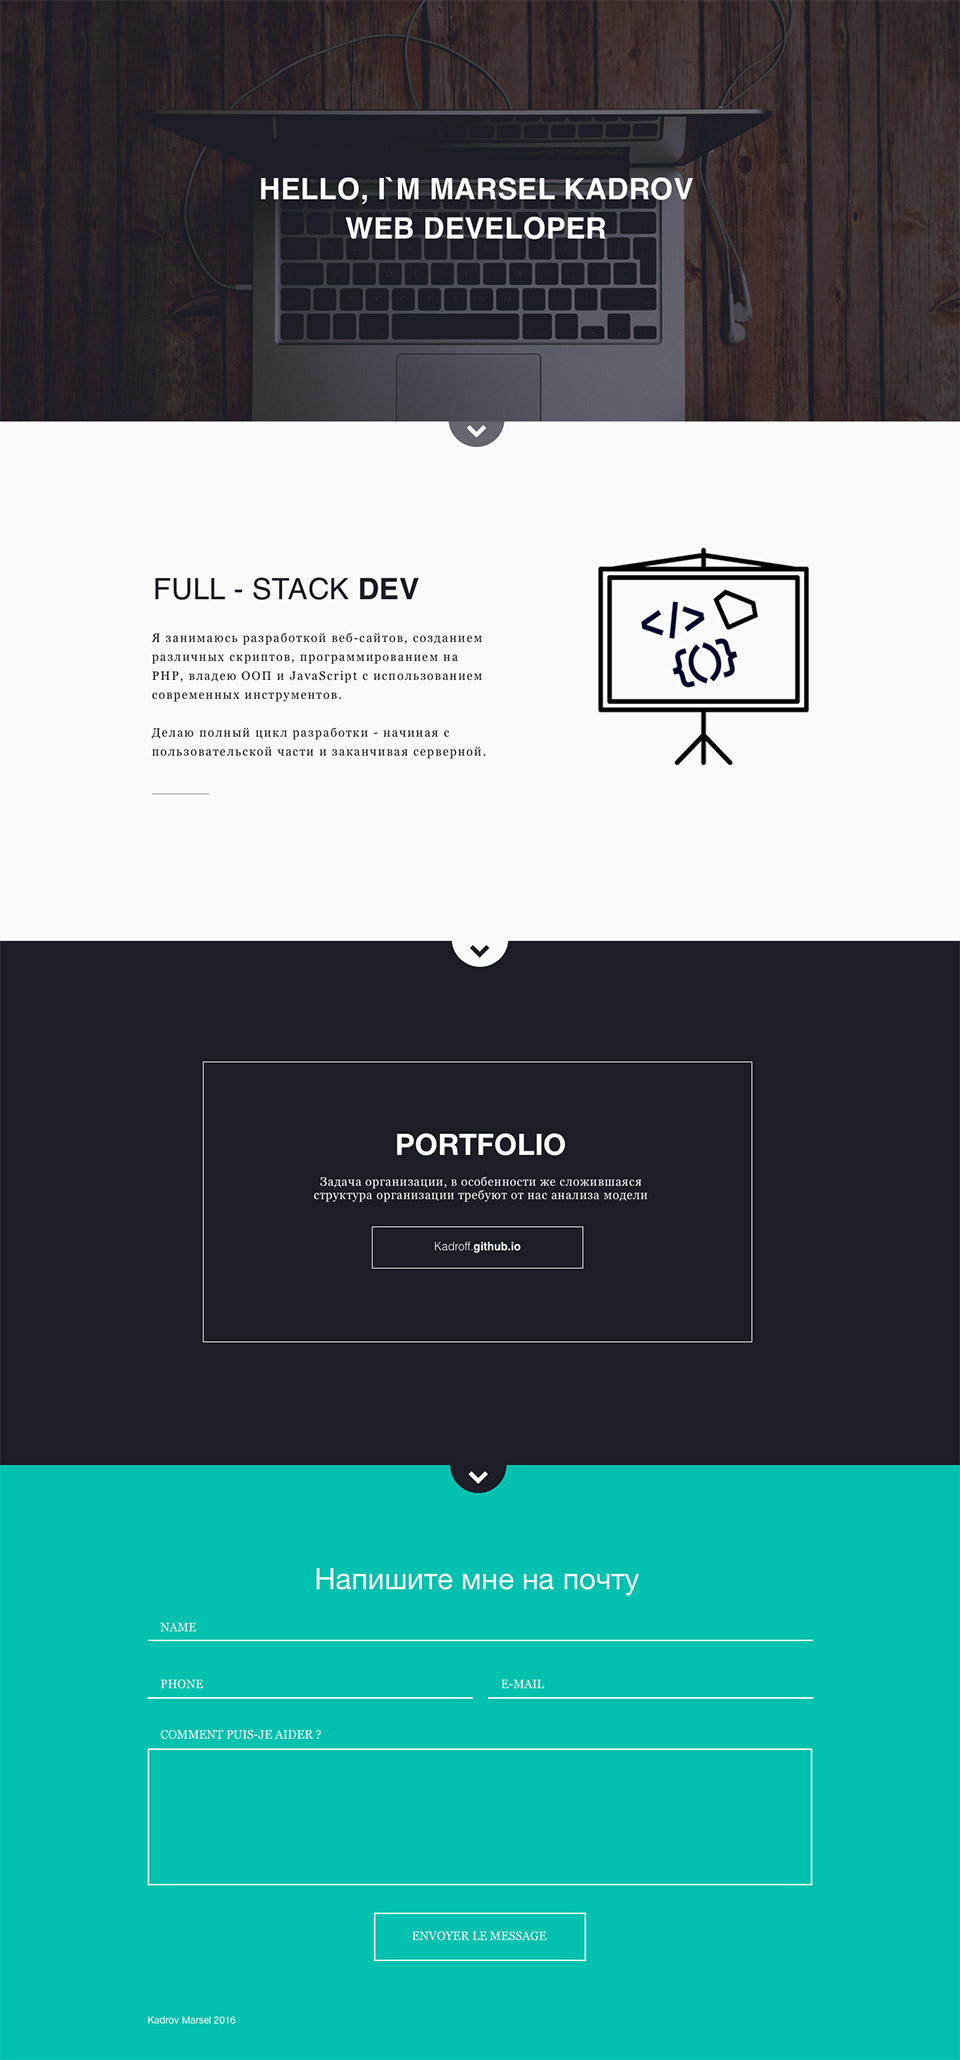 HELLO, I`M MARSEL KADROV
WEB DEVELOPER
FULL - STACK DEV
Я занимаюсь разработкой веб-сайтов, созданием
различных скриптов, программированием на
PHP, владею ООП и JavaScript с использованием
современных инструментов.
Делаю полный цикл разработки - начиная с
пользовательской части и заканчивая серверной.
</>
{()}
PORTFOLIO
Задача организации, в особенности же сложившаяся
структура организации требуют от нас анализа модели
Kadroff.github.io
Напишите мне на почту
NAME
PHONE
E-MAIL
COMMENT PUIS-JE AIDER ?
ENVOYER LE MESSAGE
Kadrov Marsel 2016